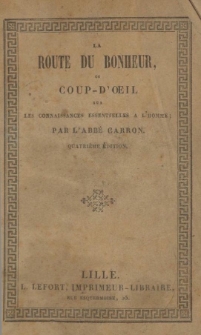 LA
ROUTE DU BONHEUR,
OU
COUP-D'ŒIL
SUR
LES CONNAISSANCES ESSENTIELLES A L'HOMME;
PAR L'ABBÉ CARRON.
QUATRIÈME ÉDITION.
LILLE.
L. LEFORT, IMPRIMEUR-LIBRAIRE,